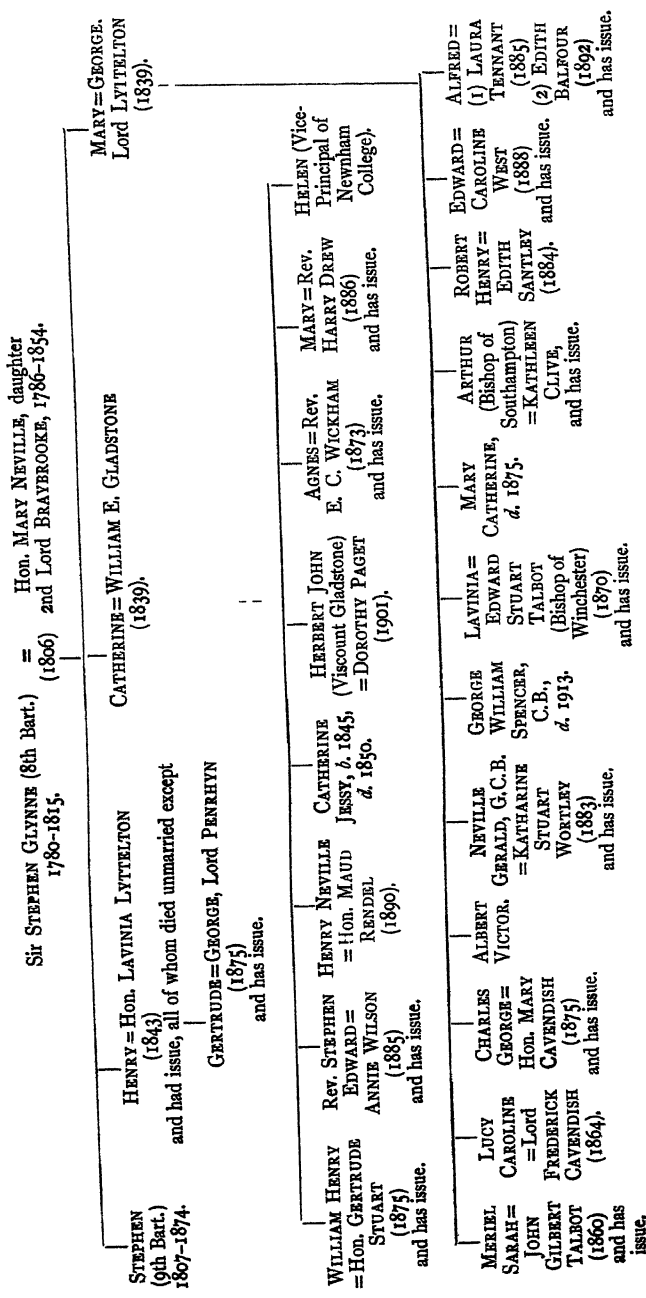 Sir STEPHEN GLYNNE (8th Bart.) = Hon. MARY NEVILLE, daughter
1780-1815. (1806) and Lord BRAYBROOKE, 1786-1854.
STEPHEN
(9th Bart.)
1807-1874.
HENRY=Hon. LAVINIA LYTTELTON
(1843)
and had issue, all of whom died unmarried except
GERTRUDE=GEORGE, Lord PENRHYN
(1875)
and has issue.
CATHERINE=WILLIAM E. GLADSTONE
(1839).
MARY=GEORGE.
Lord LYTTELTON
(1839).
WILLIAM HENRY
=Hon. GERTRUDE
STUART
(1875)
and has issue.
Rev. STEPHEN
EDWARD=
ANNIE WILSON
(1885)
and has issue.
HENRY NEVILLE
=Hon. MAUD
RENDEL
(1890).
CATHERINE
JESSY, b. 1845,
d. 1850.
HERBERT JOHN
(Viscount Gladstone)
=DOROTHY PAGET
(1901).
AGNES=Rev.
E. C. WICKHAM
(1873)
and has issue.
MARY=Rev.
HARRY DREW
(1886)
and has issue.
HELEN (Vice-
Principal of
Newnham
College).
MERIEL
SARAH=
JOHN
GILBERT
TALBOT
(1860)
and has
issue.
LUCY
CAROLINE
=Lord
FREDERICK
CAVENDISH
(1864).
CHARLES
GEORGE=
Hon. MARY
CAVENDISH
(1875)
and has issue.
ALBERT
VICTOR.
NEVILLE
GERALD, G.C.B.
=KATHARINE
STUART
WORTLEY
(1883)
and has issue.
GEORGE
WILLIAM
SPENCER,
C.B.,
d. 1913.
LAVINIA=
EDWARD
STUART
TALBOT
(Bishop of
Winchester)
(1870)
and has issue.
MARY
CATHERINE,
d. 1875.
ARTHUR
(Bishop of
Southampton)
=KATHLEEN
CLIVE,
and has issue.
ROBERT
HENRY=
EDITH
SANTLEY
(1884).
EDWARD=
CAROLINE
WEST
(1888)
and has issue.
ALFRED=
(1) LAURA
TENNANT
(1885)
(2) EDITH
BALFOUR
(1892)
and has issue.